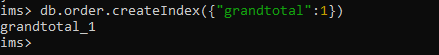 ims> db.order.createIndex({"grandtotal":1})
grandtotal_1
ims>